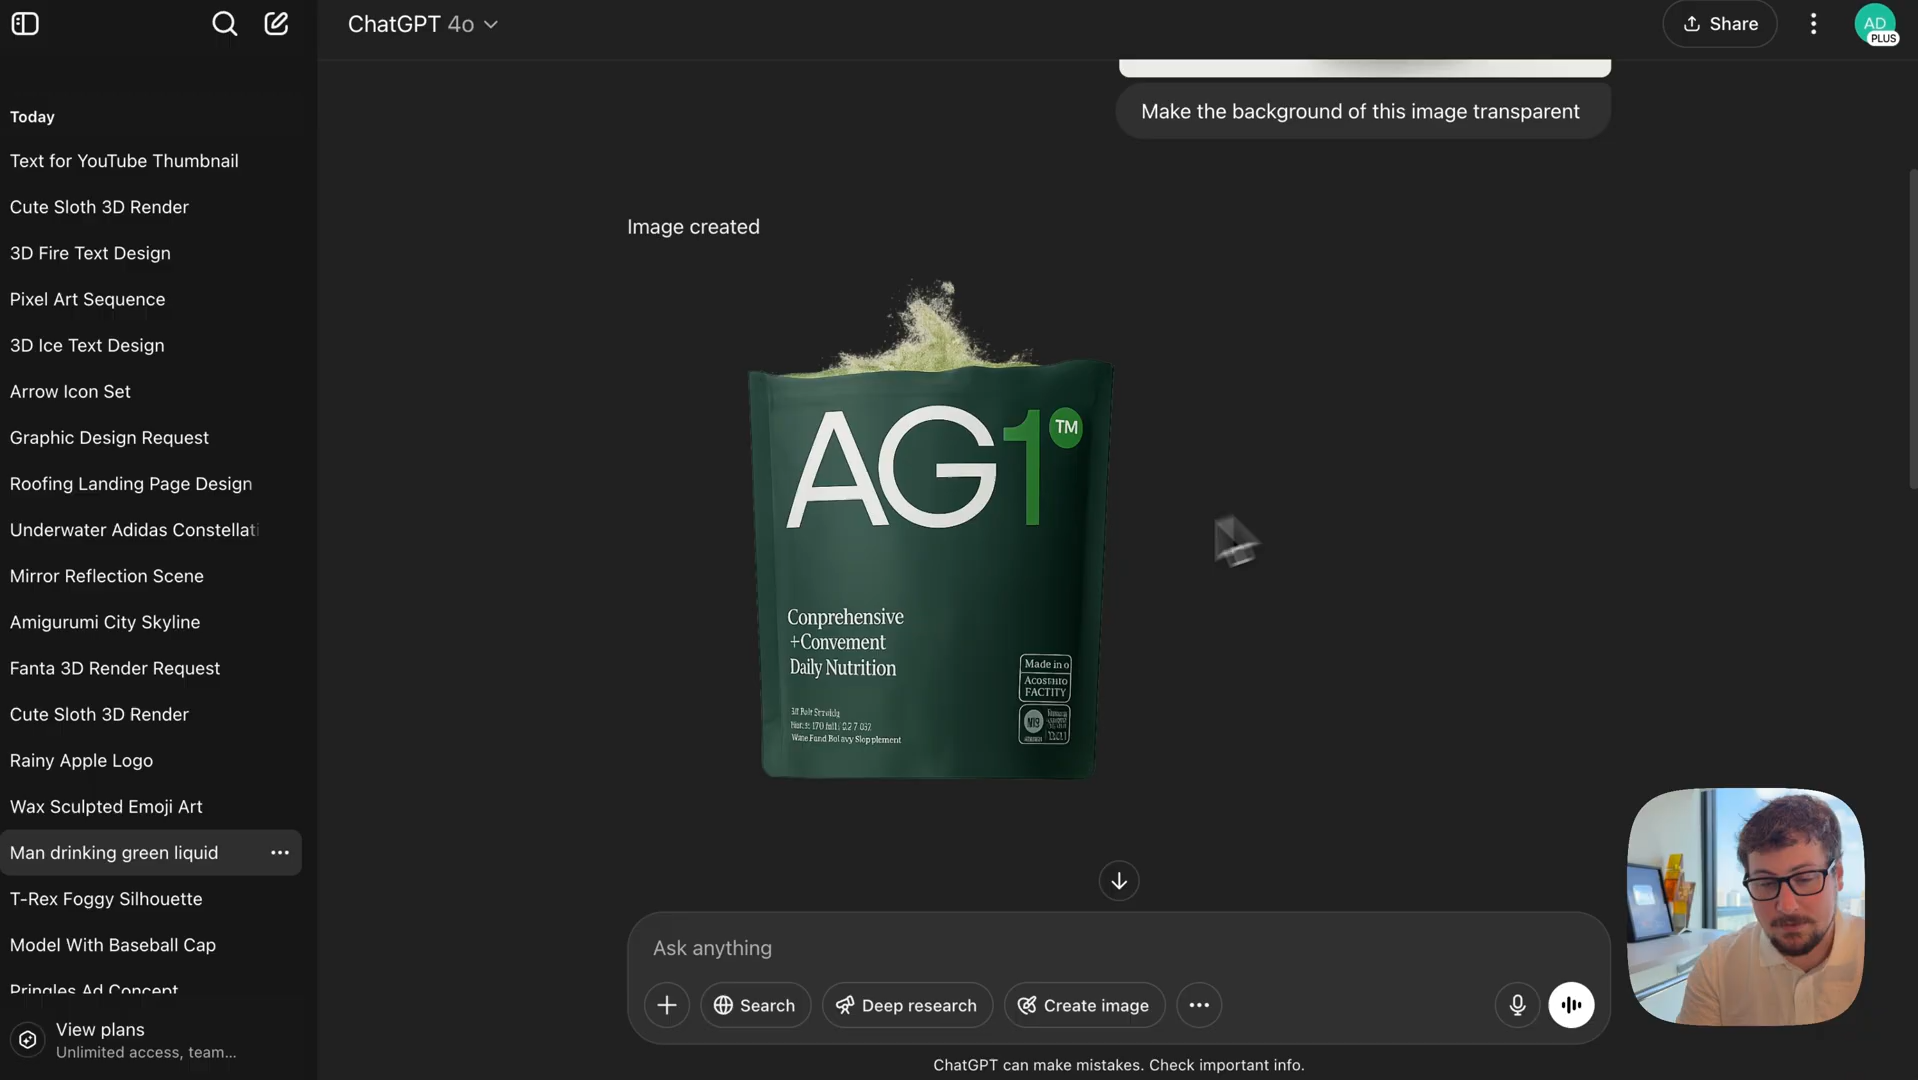 ChatGPT 4o
Share
AD
PLUS
Today
Text for YouTube Thumbnail
Cute Sloth 3D Render
3D Fire Text Design
Pixel Art Sequence
3D Ice Text Design
Arrow Icon Set
Graphic Design Request
Roofing Landing Page Design
Underwater Adidas Constellati
Mirror Reflection Scene
Amigurumi City Skyline
Fanta 3D Render Request
Cute Sloth 3D Render
Rainy Apple Logo
Wax Sculpted Emoji Art
Man drinking green liquid
T-Rex Foggy Silhouette
Model With Baseball Cap
Pringles Ad Concept
View plans
Unlimited access, team...
Make the background of this image transparent
Image created
AG1
TM
Conprehensive
+Convement
Daily Nutrition
Made in o
FACTITY
Ask anything
Search
Deep research
Create image
ChatGPT can make mistakes. Check important info.